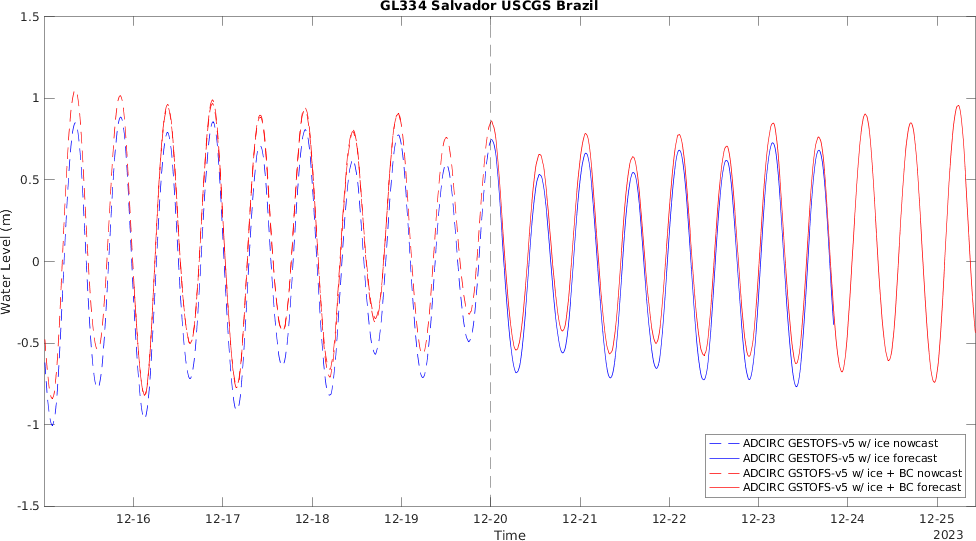 GL334 Salvador USCGS Brazil
1.5
1
0.5
0
-0.5
-1
-1.5
Water Level (m)
12-16 12-17 12-18 12-19 12-20 12-21 12-22 12-23 12-24 12-25
Time
2023
ADCIRC GESTOFS-v5 w/ ice nowcast
ADCIRC GESTOFS-v5 w/ ice forecast
ADCIRC GSTOFS-v5 w/ ice + BC nowcast
ADCIRC GSTOFS-v5 w/ ice + BC forecast